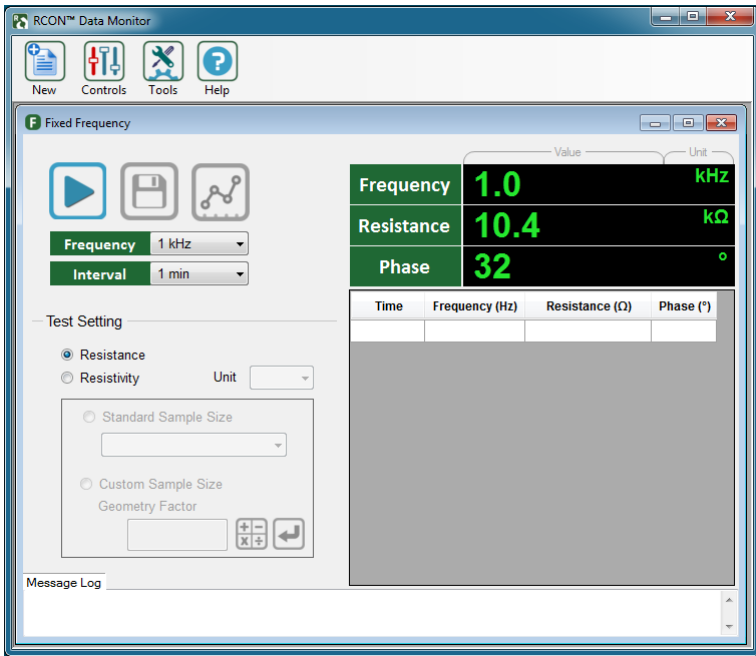 RCON™ Data Monitor
New Controls Tools Help
F Fixed Frequency
Value Unit
Frequency 1.0 kHz
Resistance 10.4 kΩ
Phase 32 °
Frequency 1 kHz
Interval 1 min
Time Frequency (Hz) Resistance (Ω) Phase (°)
Test Setting
Resistance
Resistivity Unit
Standard Sample Size
Custom Sample Size
Geometry Factor
Message Log